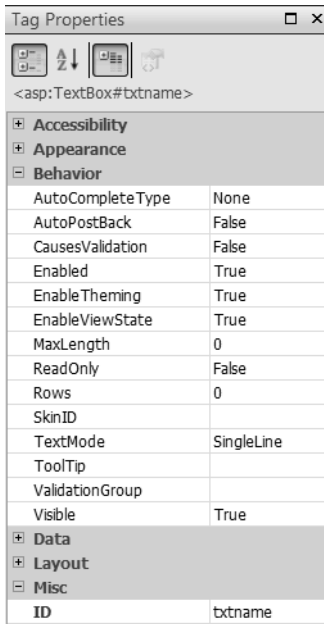 Tag Properties
<asp:TextBox#txtname>
Accessibility
Appearance
Behavior
AutoCompleteType None
AutoPostBack False
CausesValidation False
Enabled True
EnableTheming True
EnableViewState True
MaxLength 0
ReadOnly False
Rows 0
SkinID
TextMode SingleLine
ToolTip
ValidationGroup
Visible True
Data
Layout
Misc
ID txtname